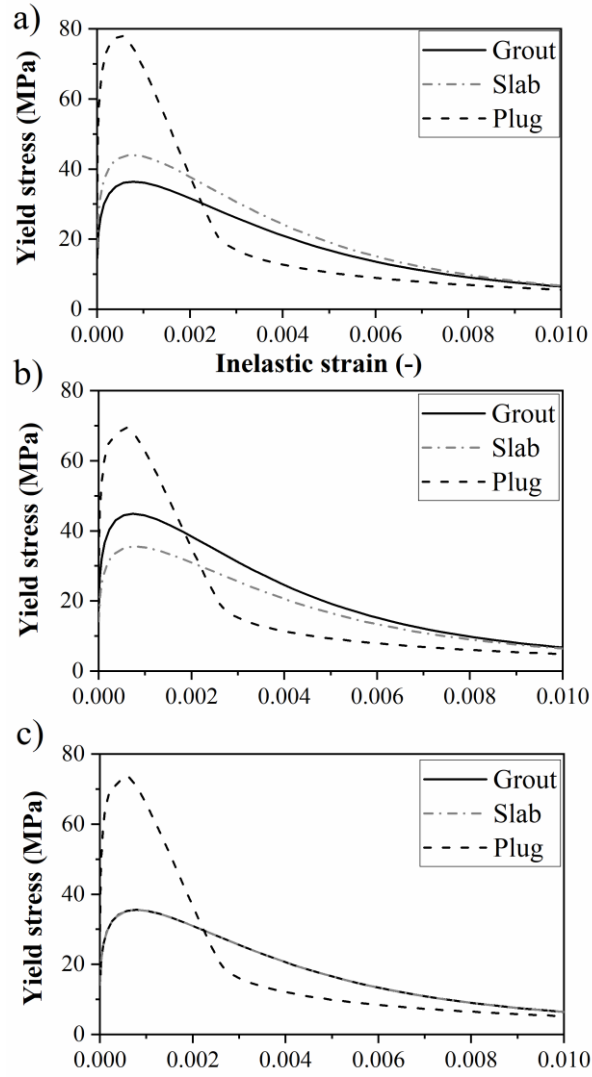 a)
80
60
40
20
0
Yield stress (MPa)
Grout
Slab
Plug
0.000 0.002 0.004 0.006 0.008 0.010
Inelastic strain (-)
b)
80
60
40
20
0
Yield stress (MPa)
Grout
Slab
Plug
0.000 0.002 0.004 0.006 0.008 0.010
c)
80
60
40
20
0
Yield stress (MPa)
Grout
Slab
Plug
0.000 0.002 0.004 0.006 0.008 0.010